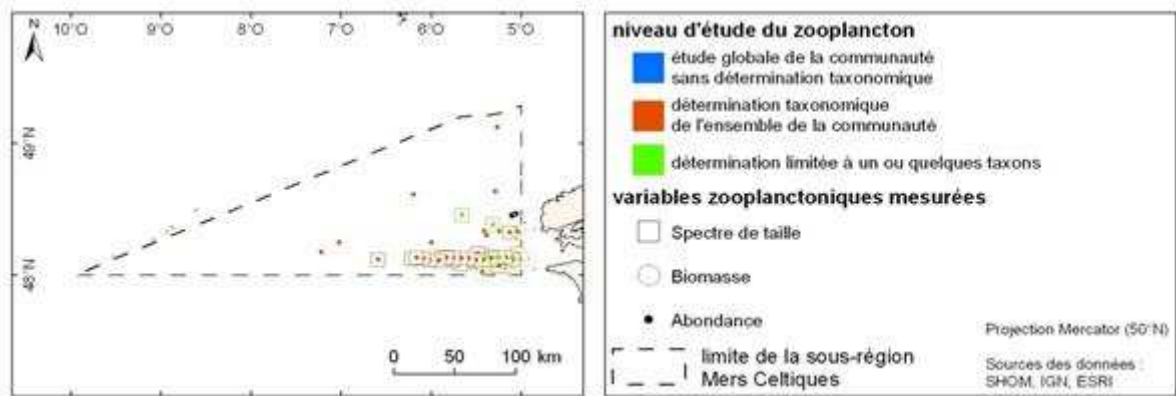 N
10°O 9°O 8°O 7°O 6°O 5°O
49°N
48°N
0 50 100 km
niveau d'étude du zooplancton
étude globale de la communauté
sans détermination taxonomique
détermination taxonomique
de l'ensemble de la communauté
détermination limitée à un ou quelques taxons
variables zooplanctoniques mesurées
Spectre de taille
Biomasse
Abondance
limite de la sous-région
Mers Celtiques
Projection Mercator (50°N)
Sources des données :
SHOM, IGN, ESRI